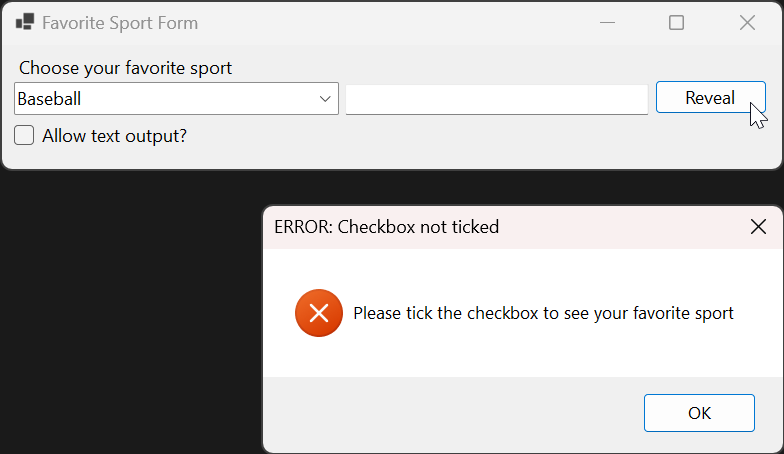 Favorite Sport Form
Choose your favorite sport
Baseball
Reveal
Allow text output?
ERROR: Checkbox not ticked
Please tick the checkbox to see your favorite sport
OK